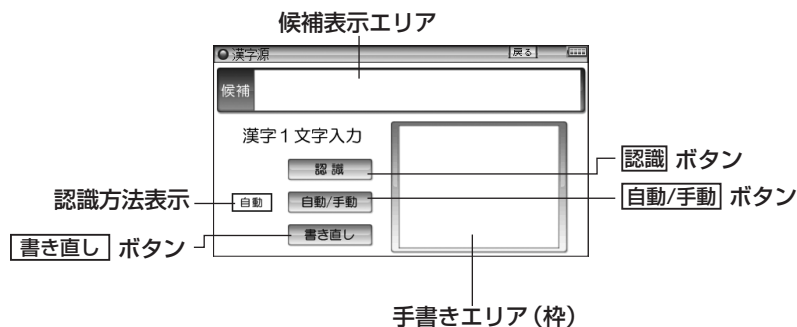 候補表示エリア
漢字源
戻る
候補
漢字1文字入力
認識
認識 ボタン
認識方法表示
自動
自動/手動
自動/手動 ボタン
書き直し
書き直し ボタン
手書きエリア(枠)